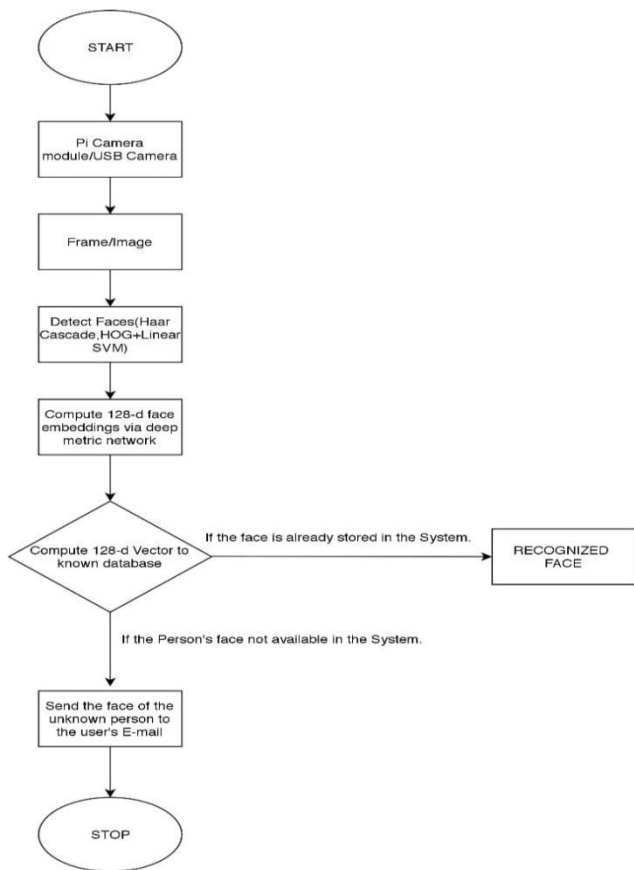 START
Pi Camera
module/USB Camera
Frame/Image
Detect Faces(Haar
Cascade,HOG+Linear
SVM)
Compute 128-d face
embeddings via deep
metric network
Compute 128-d Vector to
known database
If the face is already stored in the System.
RECOGNIZED
FACE
If the Person's face not available in the System.
Send the face of the
unknown person to
the user's E-mail
STOP